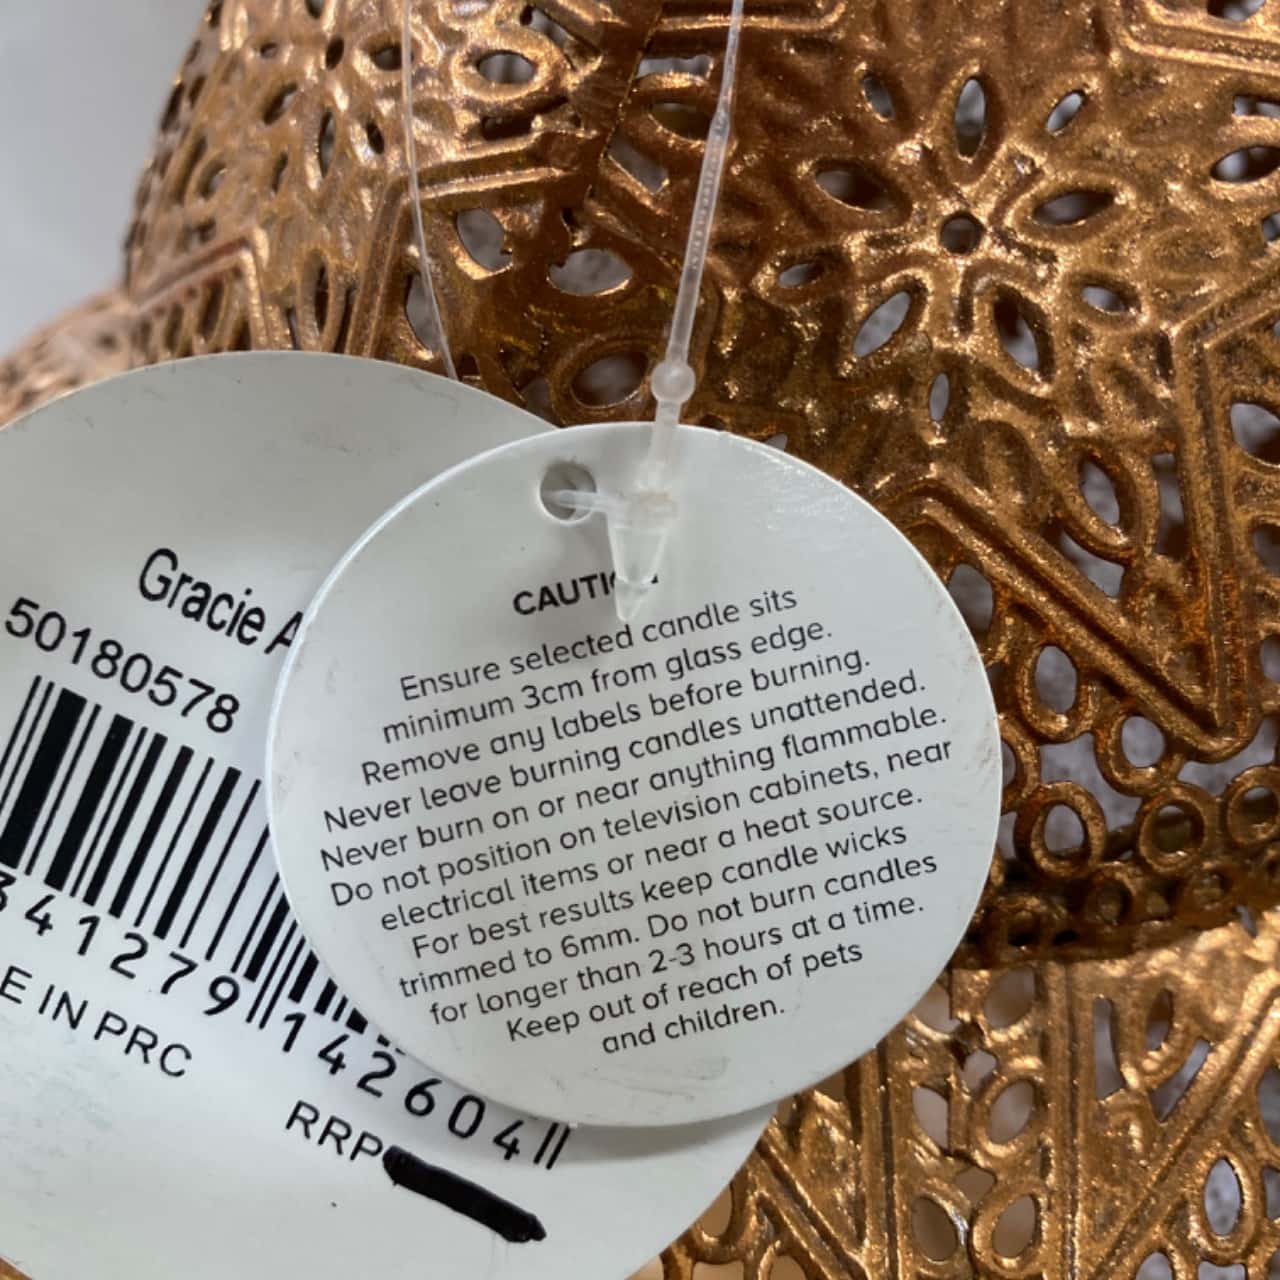 Gracie A
50180578
341279 142604
E IN PRC
RRP
CAUTIO
Ensure selected candle sits
minimum 3cm from glass edge.
Remove any labels before burning.
Never leave burning candles unattended.
Never burn on or near anything flammable.
Do not position on television cabinets, near
electrical items or near a heat source.
For best results keep candle wicks
trimmed to 6mm. Do not burn candles
for longer than 2-3 hours at a time.
Keep out of reach of pets
and children.